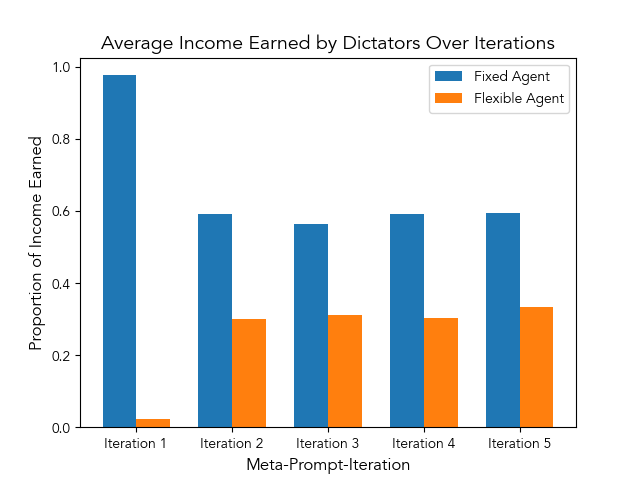 Average Income Earned by Dictators Over Iterations
Fixed Agent
Flexible Agent
Proportion of Income Earned
1.0
0.8
0.6
0.4
0.2
0.0
Iteration 1 Iteration 2 Iteration 3 Iteration 4 Iteration 5
Meta-Prompt-Iteration